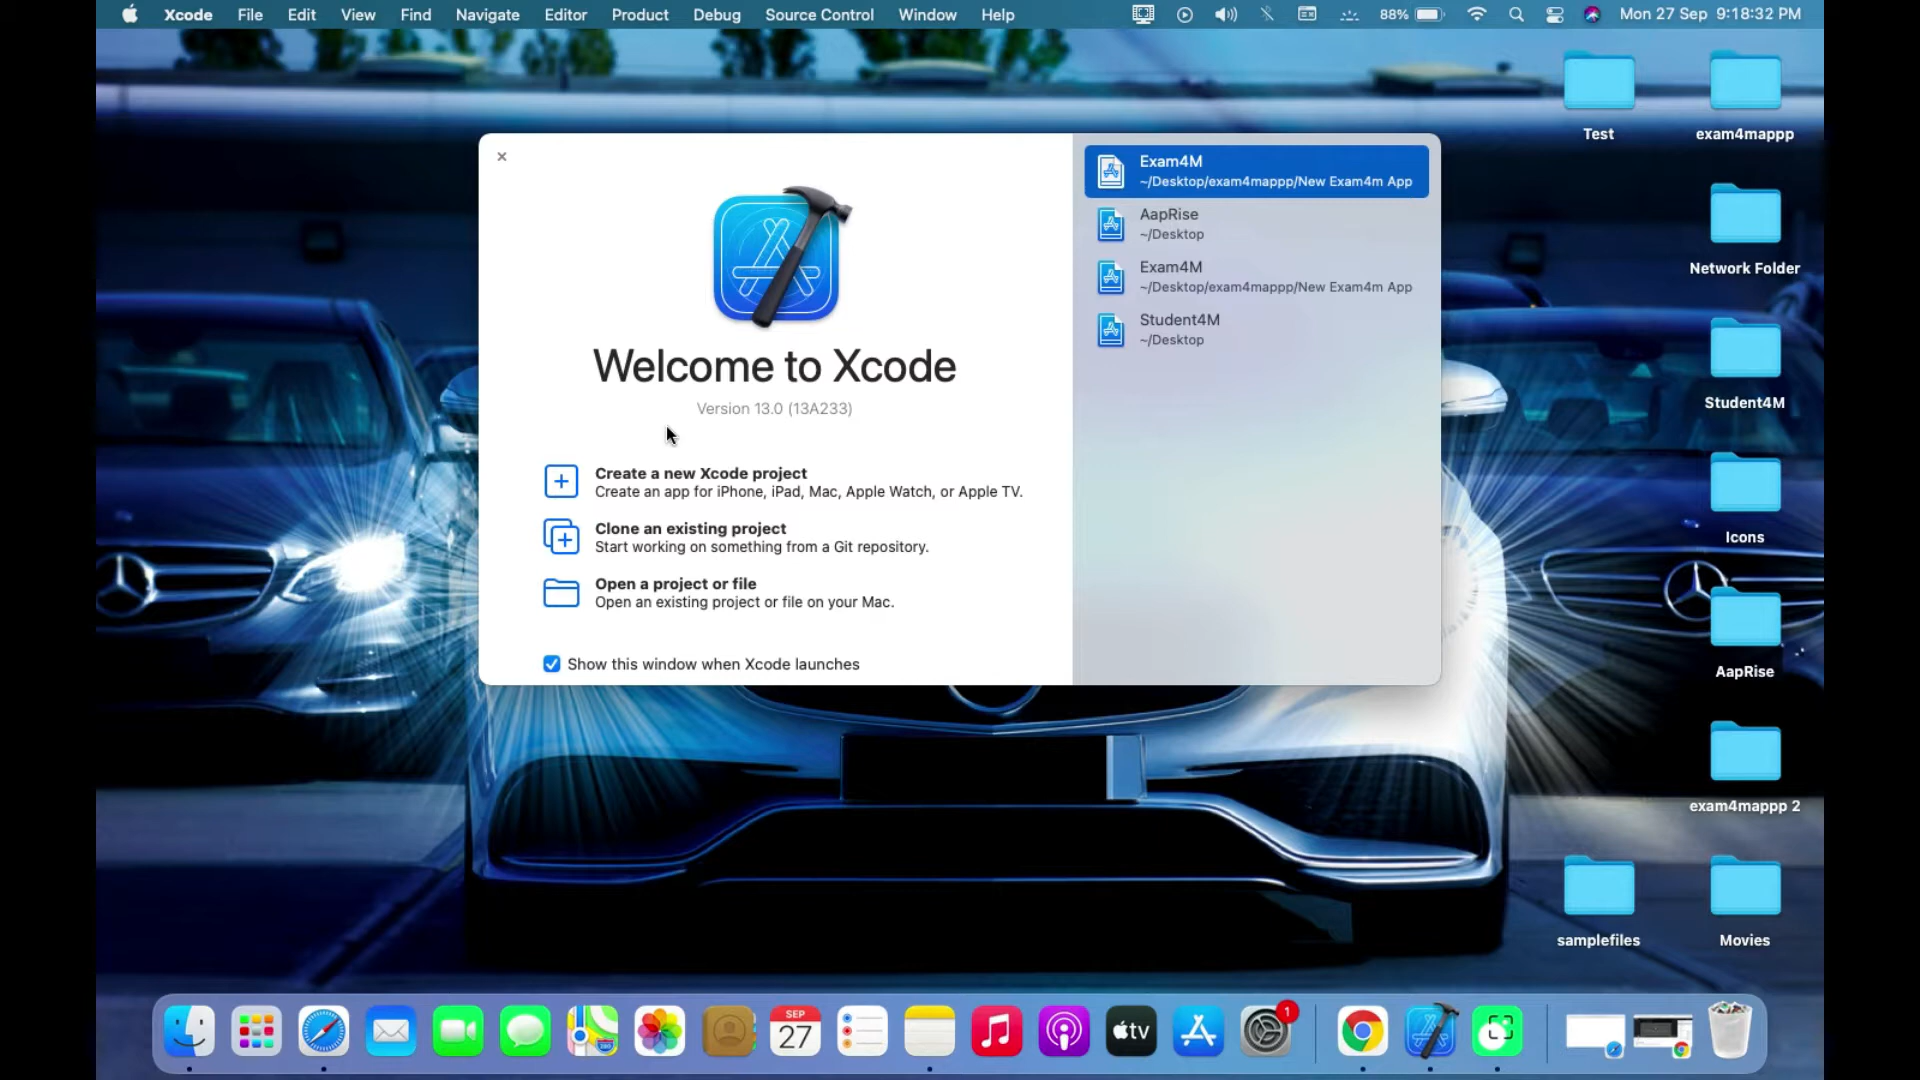 Xcode File Edit View Find Navigate Editor Product Debug Source Control Window Help 88% Mon 27 Sep 9:18:32 PM
Test
exam4mappp
Network Folder
Student4M
Icons
AapRise
exam4mappp 2
samplefiles
Movies
Welcome to Xcode
Version 13.0 (13A233)
Create a new Xcode project
Create an app for iPhone, iPad, Mac, Apple Watch, or Apple TV.
Clone an existing project
Start working on something from a Git repository.
Open a project or file
Open an existing project or file on your Mac.
Show this window when Xcode launches
Exam4M
~/Desktop/exam4mappp/New Exam4m App
AapRise
~/Desktop
Exam4M
~/Desktop/exam4mappp/New Exam4m App
Student4M
~/Desktop
SEP
27
tv
1